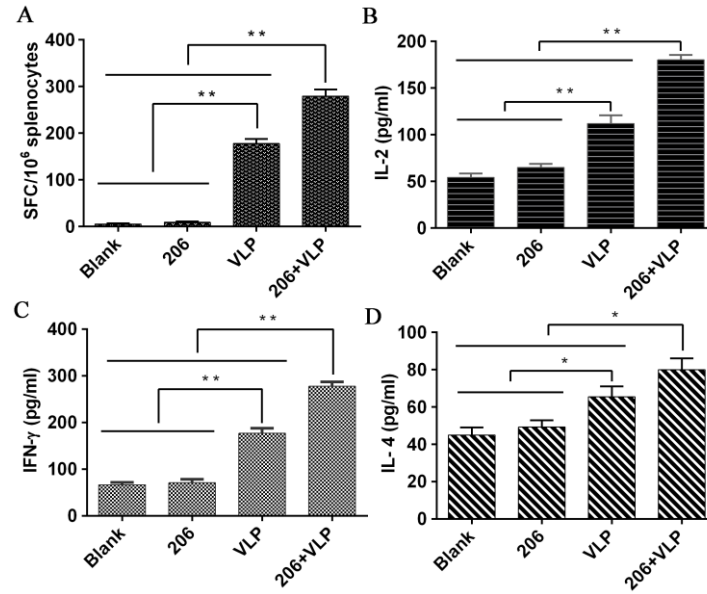 A
SFC/10⁶ splenocytes
400
300
200
100
0
* *
* *
Blank
206
VLP
206+VLP
B
IL-2 (pg/ml)
200
150
100
50
0
* *
* *
Blank
206
VLP
206+VLP
C
IFN-γ (pg/ml)
400
300
200
100
0
* *
* *
Blank
206
VLP
206+VLP
D
IL- 4 (pg/ml)
100
80
60
40
20
0
*
*
Blank
206
VLP
206+VLP